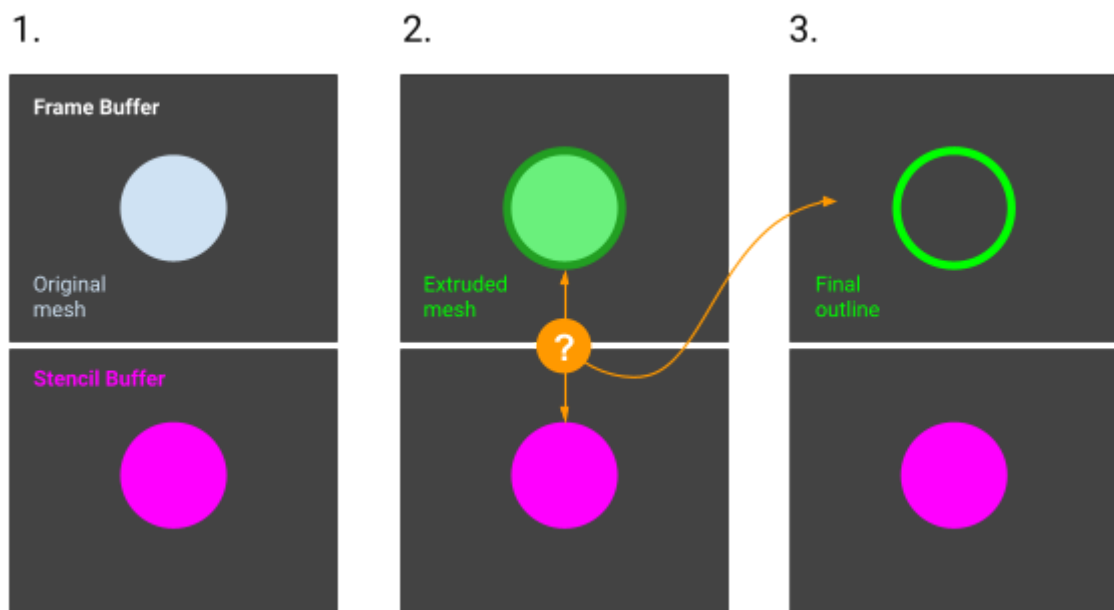 1.
2.
3.
Frame Buffer
Original
mesh
Extruded
mesh
Final
outline
?
Stencil Buffer